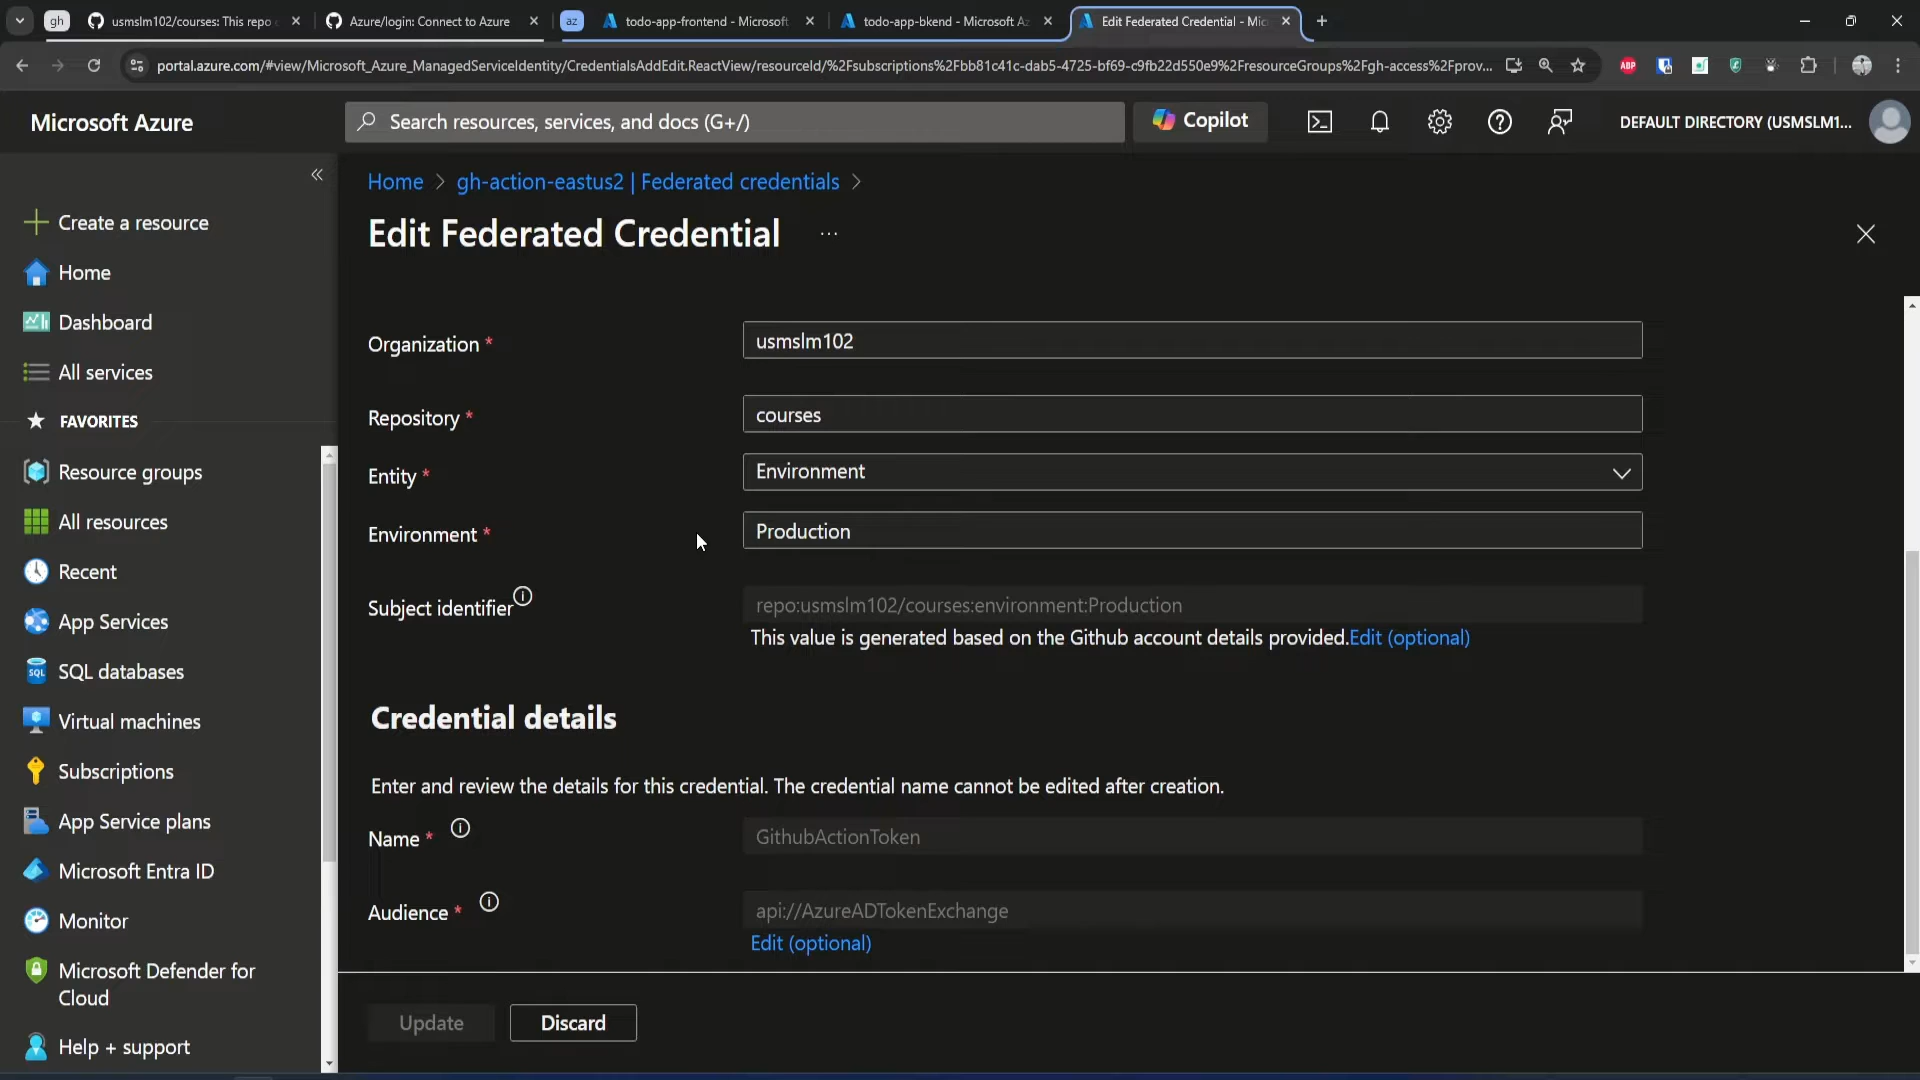 gh
usmslm102/courses: This repo
Azure/login: Connect to Azure
az
todo-app-frontend - Microsoft
todo-app-bkend - Microsoft Az
Edit Federated Credential - Mic
portal.azure.com/#view/Microsoft_Azure_ManagedServiceIdentity/CredentialsAddEdit.ReactView/resourceId/%2Fsubscriptions%2Fbb81c41c-dab5-4725-bf69-c9fb22d550e9%2FresourceGroups%2Fgh-access%2Fprov...
ABP
Microsoft Azure
Search resources, services, and docs (G+/)
Copilot
DEFAULT DIRECTORY (USMSLM1...
Create a resource
Home
Dashboard
All services
FAVORITES
Resource groups
All resources
Recent
App Services
SQL databases
Virtual machines
Subscriptions
App Service plans
Microsoft Entra ID
Monitor
Microsoft Defender for
Cloud
Help + support
Home > gh-action-eastus2 | Federated credentials >
Edit Federated Credential ...
Organization *
usmslm102
Repository *
courses
Entity *
Environment
Environment *
Production
Subject identifier
repo:usmslm102/courses:environment:Production
This value is generated based on the Github account details provided.Edit (optional)
Credential details
Enter and review the details for this credential. The credential name cannot be edited after creation.
Name *
GithubActionToken
Audience *
api://AzureADTokenExchange
Edit (optional)
Update
Discard